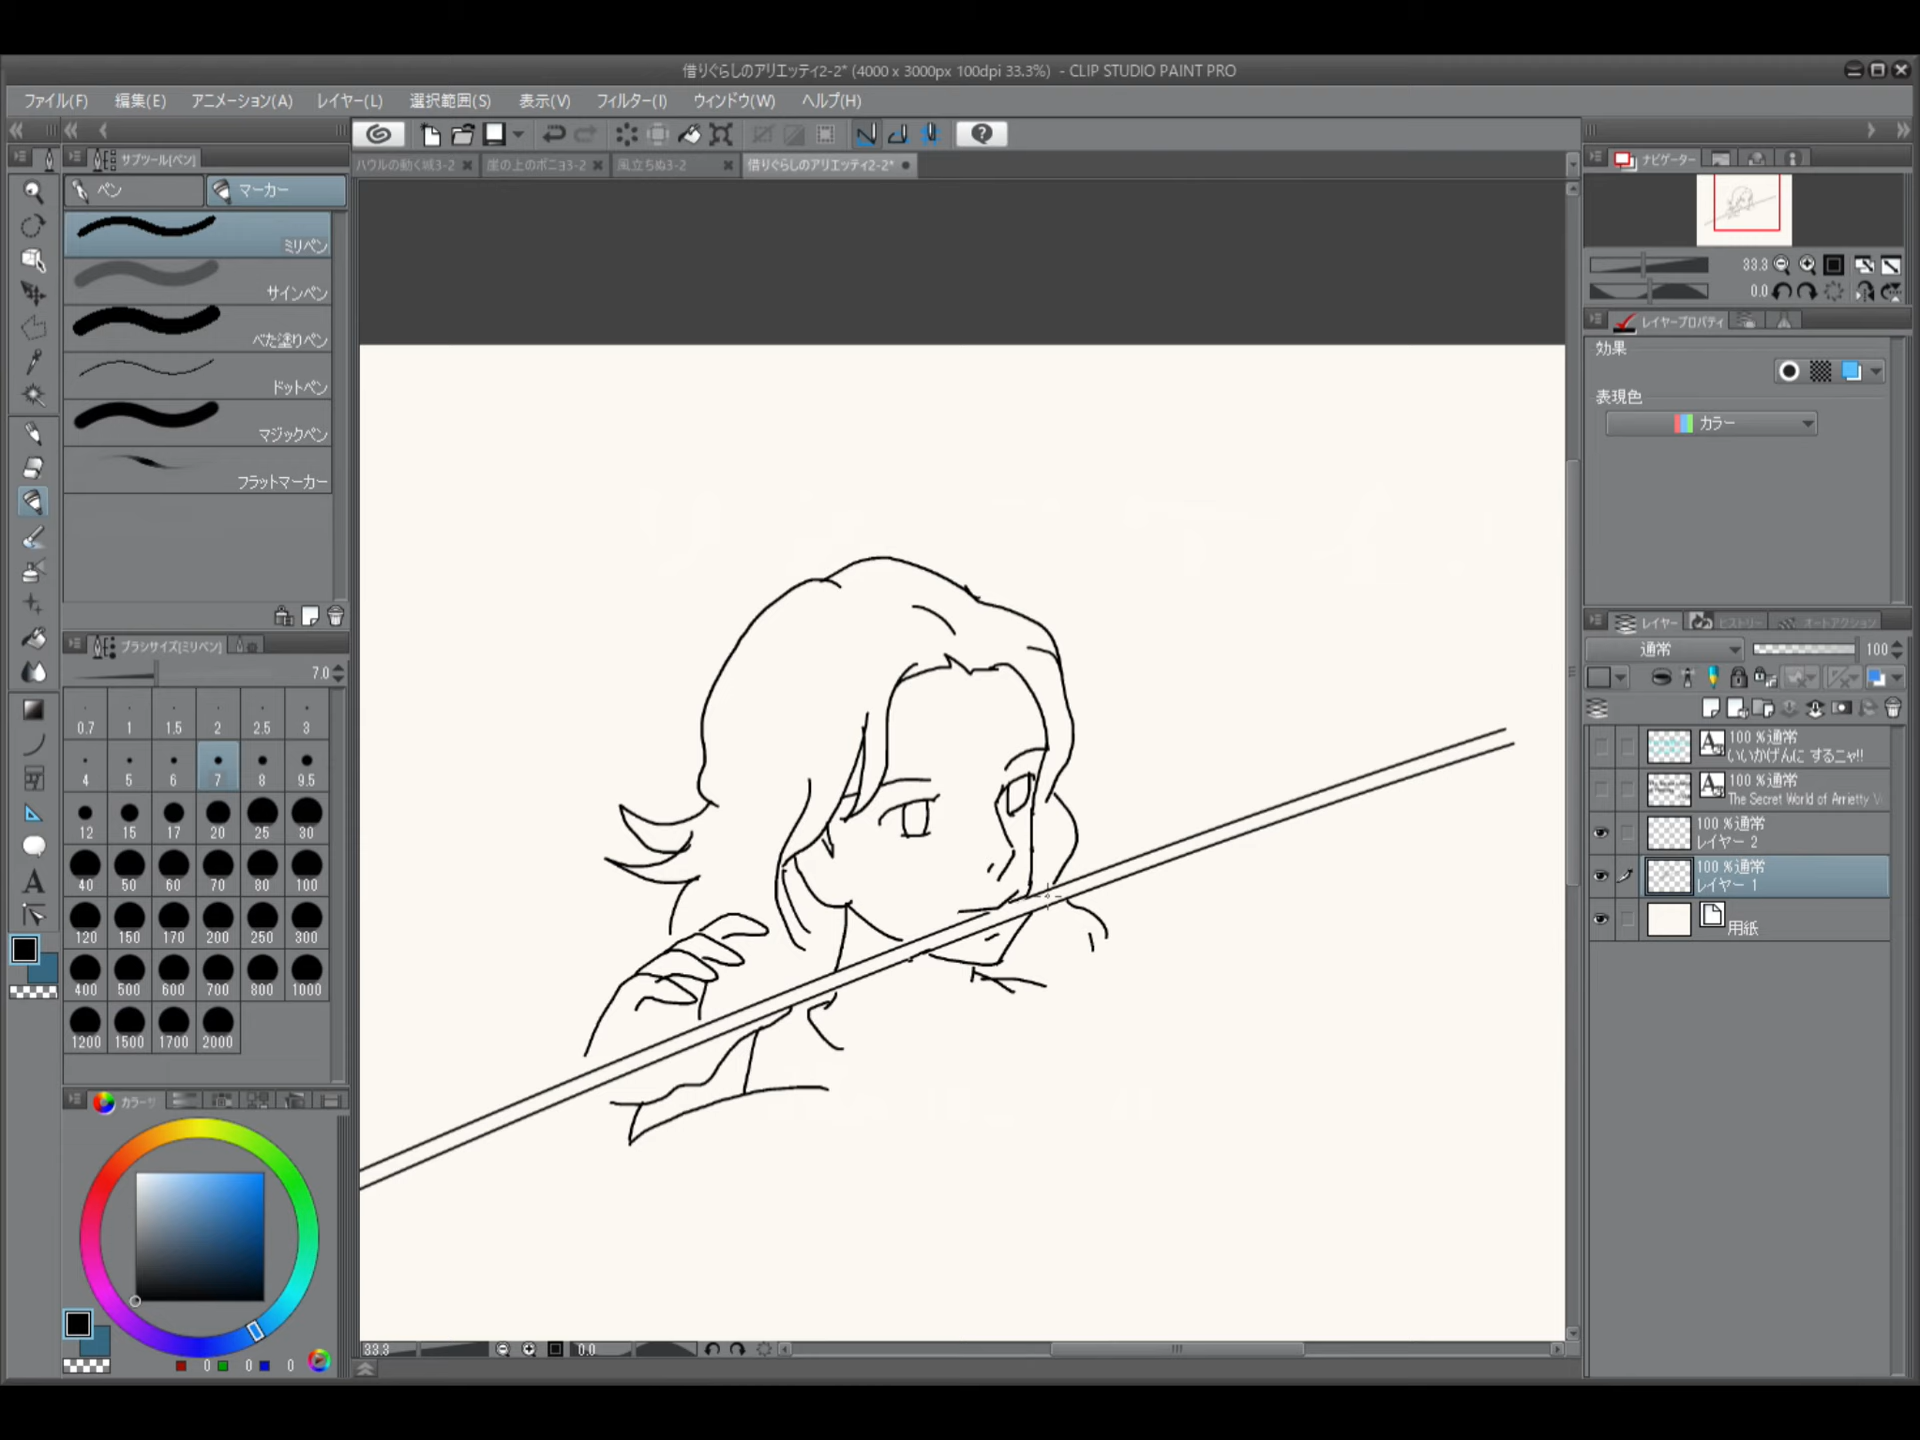 借りぐらしのアリエッティ2-2* (4000 x 3000px 100dpi 33.3%) - CLIP STUDIO PAINT PRO
ファイル(F) 編集(E) アニメーション(A) レイヤー(L) 選択範囲(S) 表示(V) フィルター(I) ウィンドウ(W) ヘルプ(H)
ハウルの動く城3-2 崖の上のポニョ3-2 風立ちぬ3-2 借りぐらしのアリエッティ2-2*
サブツール[ペン]
ペン マーカー
ミリペン
サインペン
べた塗りペン
ドットペン
マジックペン
フラットマーカー
ブラシサイズ[ミリペン]
7.0
0.7 1 1.5 2 2.5 3
4 5 6 7 8 9.5
12 15 17 20 25 30
40 50 60 70 80 100
120 150 170 200 250 300
400 500 600 700 800 1000
1200 1500 1700 2000
カラーサ
0 0 0
33.3 0.0
ナビゲーター
33.3
0.0
レイヤープロパティ
効果
表現色
カラー
レイヤー ヒストリー オートアクション
通常 100
100 %通常
いいかげんに するニャ!!
100 %通常
The Secret World of Arrietty
100 %通常
レイヤー 2
100 %通常
レイヤー 1
用紙